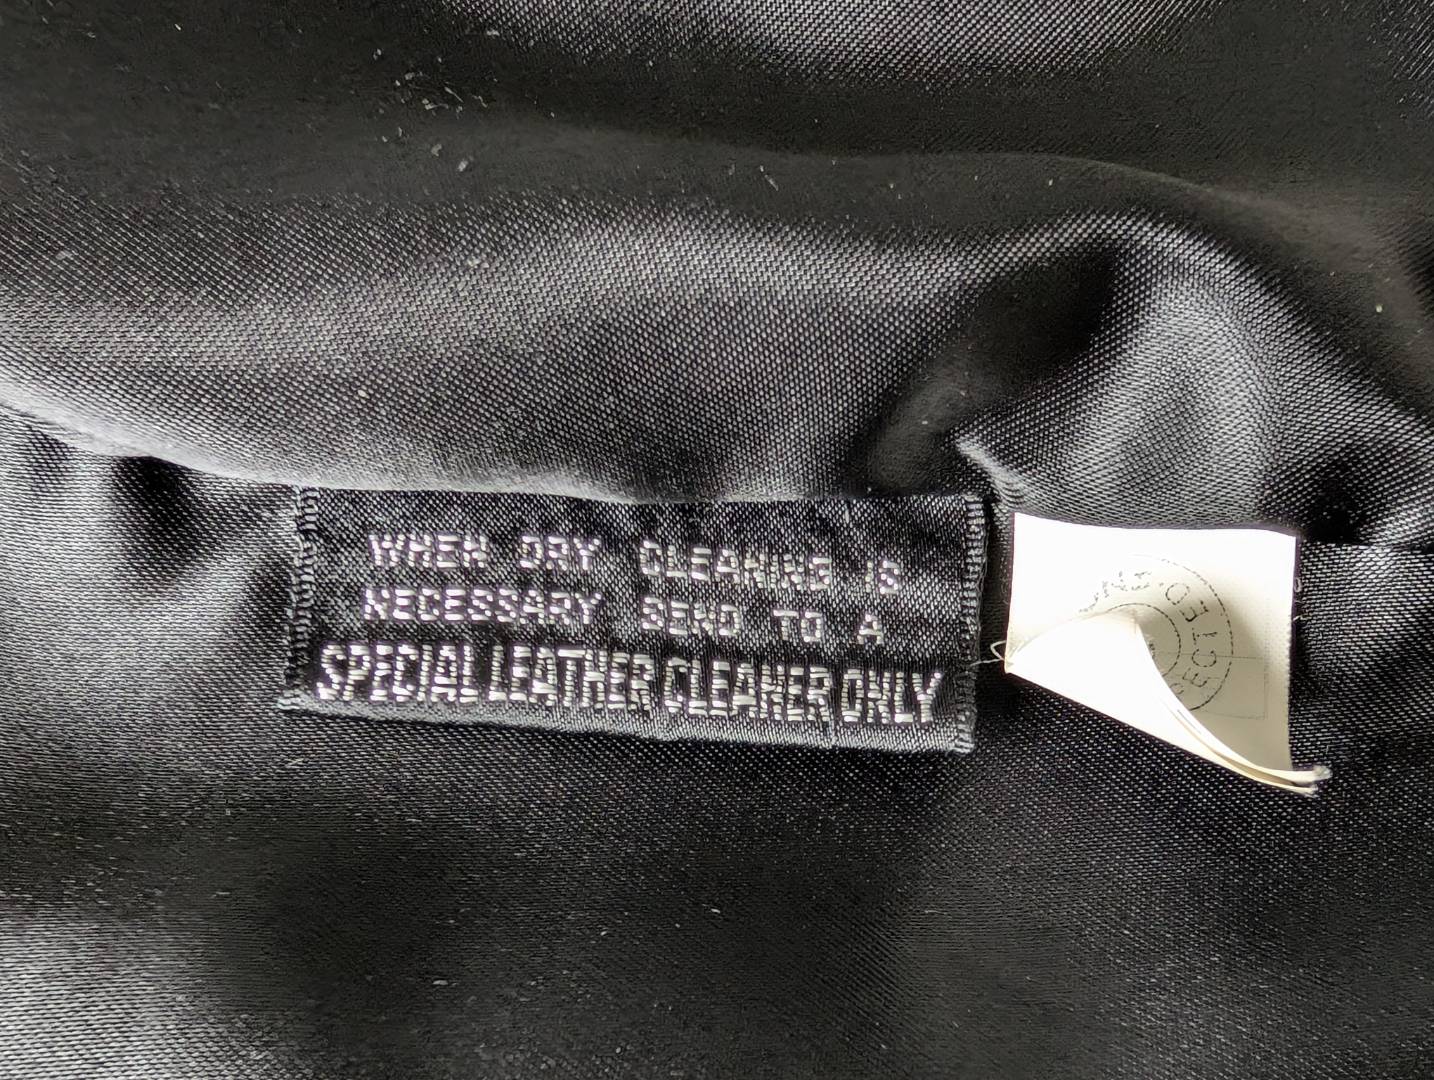 WHEN DRY CLEANING IS
NECESSARY SEND TO A
SPECIAL LEATHER CLEANER ONLY